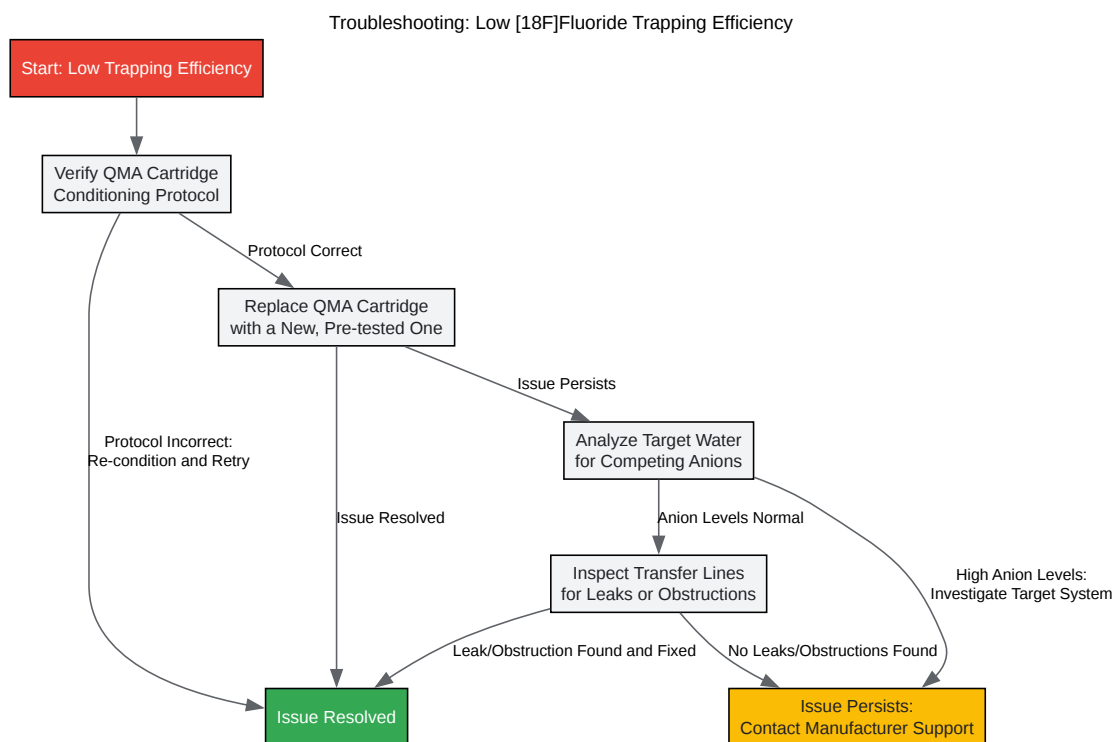 Troubleshooting: Low [18F]Fluoride Trapping Efficiency
Start: Low Trapping Efficiency
Verify QMA Cartridge
Conditioning Protocol
Protocol Correct
Replace QMA Cartridge
with a New, Pre-tested One
Issue Persists
Analyze Target Water
for Competing Anions
Protocol Incorrect:
Re-condition and Retry
Issue Resolved
Anion Levels Normal
Inspect Transfer Lines
for Leaks or Obstructions
High Anion Levels:
Investigate Target System
Leak/Obstruction Found and Fixed
No Leaks/Obstructions Found
Issue Resolved
Issue Persists:
Contact Manufacturer Support